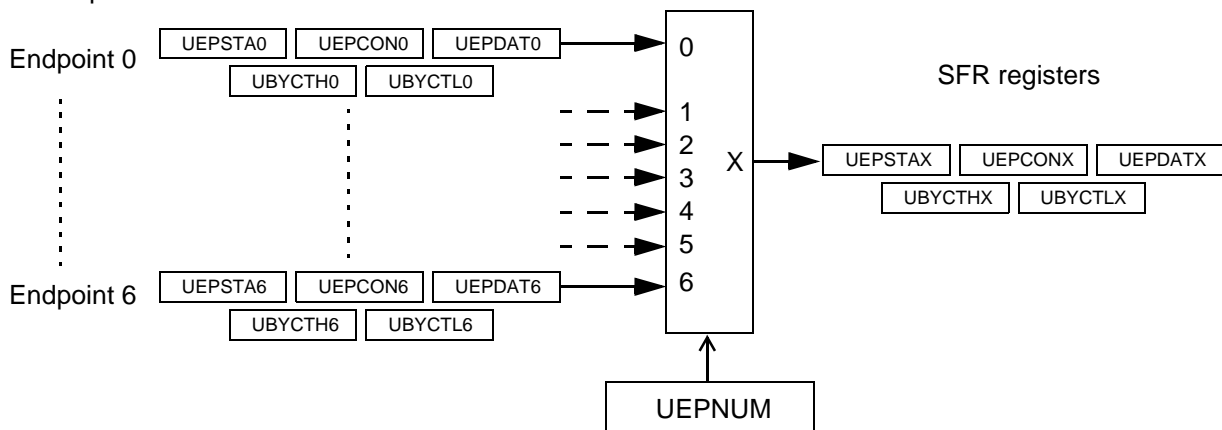 Endpoint 0
UEPSTA0 UEPCON0 UEPDAT0
UBYCTH0 UBYCTL0
0
1
2
3
4
5
6
X
SFR registers
UEPSTAX UEPCONX UEPDATX
UBYCTHX UBYCTLX
Endpoint 6
UEPSTA6 UEPCON6 UEPDAT6
UBYCTH6 UBYCTL6
UEPNUM